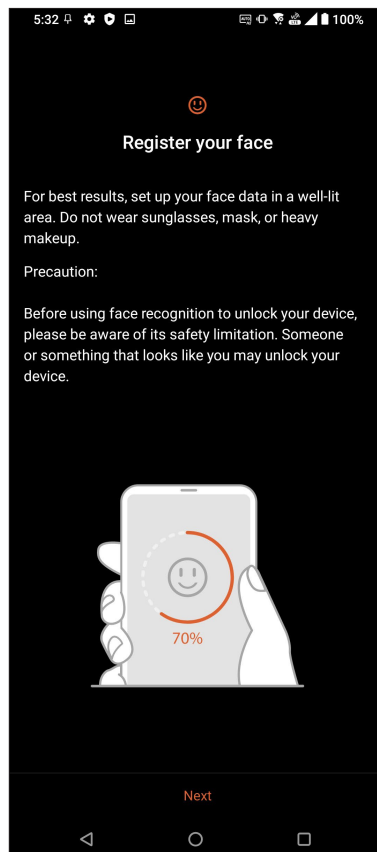 5:32 100%
Register your face
For best results, set up your face data in a well-lit
area. Do not wear sunglasses, mask, or heavy
makeup.
Precaution:
Before using face recognition to unlock your device,
please be aware of its safety limitation. Someone
or something that looks like you may unlock your
device.
70%
Next